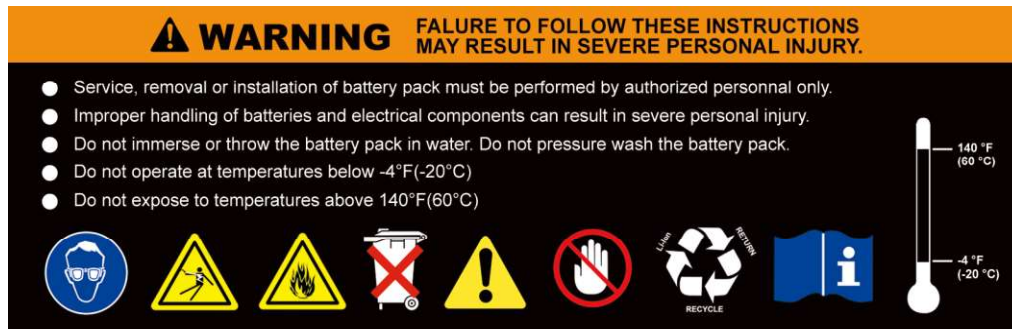 WARNING
FALURE TO FOLLOW THESE INSTRUCTIONS
MAY RESULT IN SEVERE PERSONAL INJURY.
Service, removal or installation of battery pack must be performed by authorized personnal only.
Improper handling of batteries and electrical components can result in severe personal injury.
Do not immerse or throw the battery pack in water. Do not pressure wash the battery pack.
Do not operate at temperatures below -4°F(-20°C)
Do not expose to temperatures above 140°F(60°C)
140 °F
(60 °C)
-4 °F
(-20 °C)
Li-ion
RETURN
RECYCLE
i